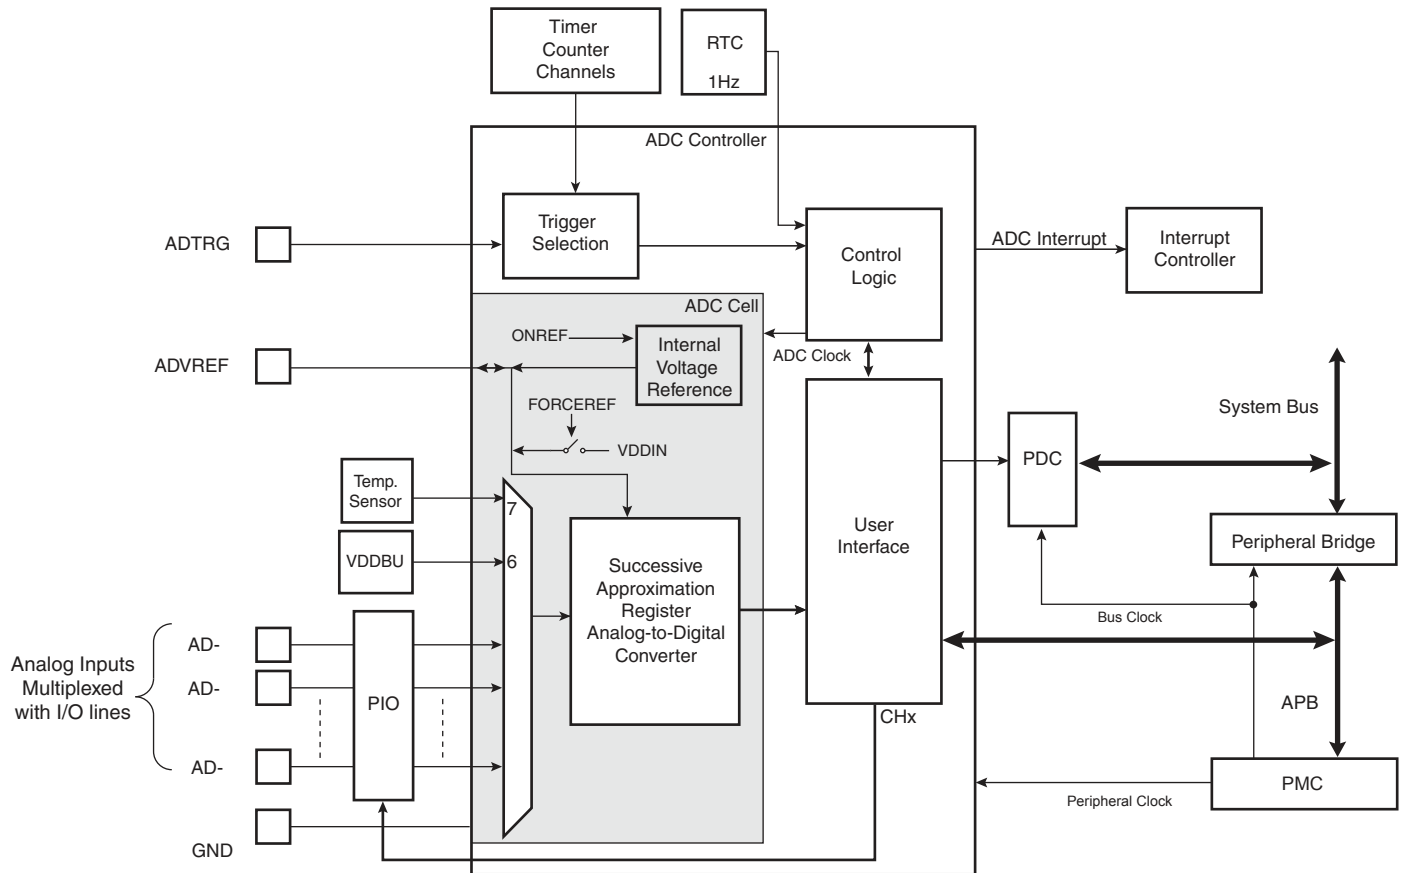 Timer
Counter
Channels
RTC
1Hz
ADC Controller
ADTRG
Trigger
Selection
Control
Logic
ADC Interrupt
Interrupt
Controller
ADC Cell
ONREF
Internal
Voltage
Reference
ADC Clock
ADVREF
FORCEREF
VDDIN
System Bus
PDC
Temp.
Sensor
7
VDDBU
6
User
Interface
Peripheral Bridge
Successive
Approximation
Register
Analog-to-Digital
Converter
Bus Clock
Analog Inputs
Multiplexed
with I/O lines
AD-
AD-
AD-
PIO
CHx
APB
PMC
Peripheral Clock
GND